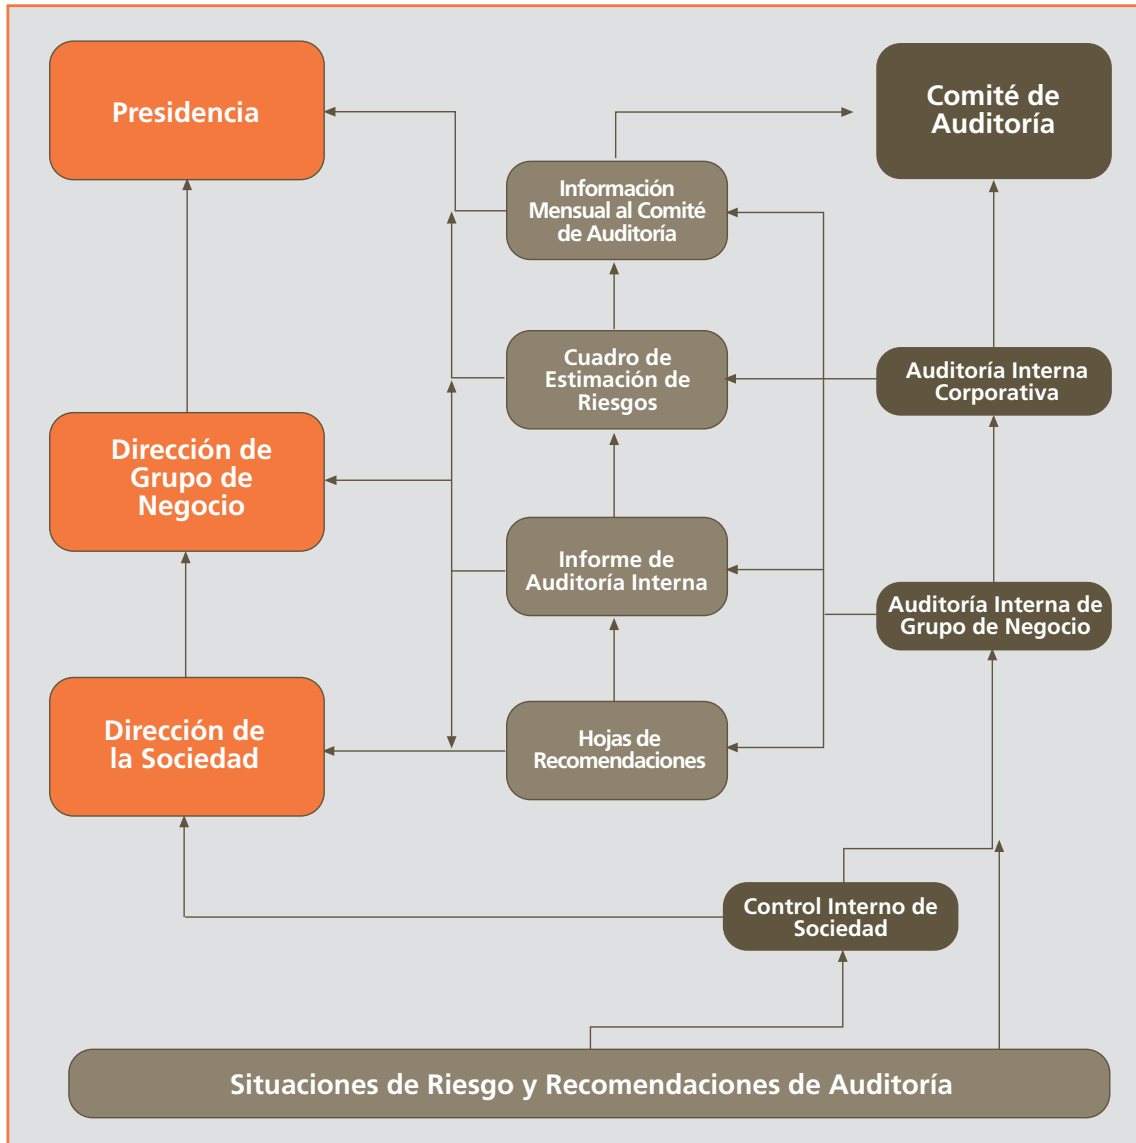 Presidencia
Comité de
Auditoría
Información
Mensual al Comité
de Auditoría
Cuadro de
Estimación de
Riesgos
Auditoría Interna
Corporativa
Dirección de
Grupo de
Negocio
Informe de
Auditoría Interna
Auditoría Interna de
Grupo de Negocio
Dirección de
la Sociedad
Hojas de
Recomendaciones
Control Interno de
Sociedad
Situaciones de Riesgo y Recomendaciones de Auditoría